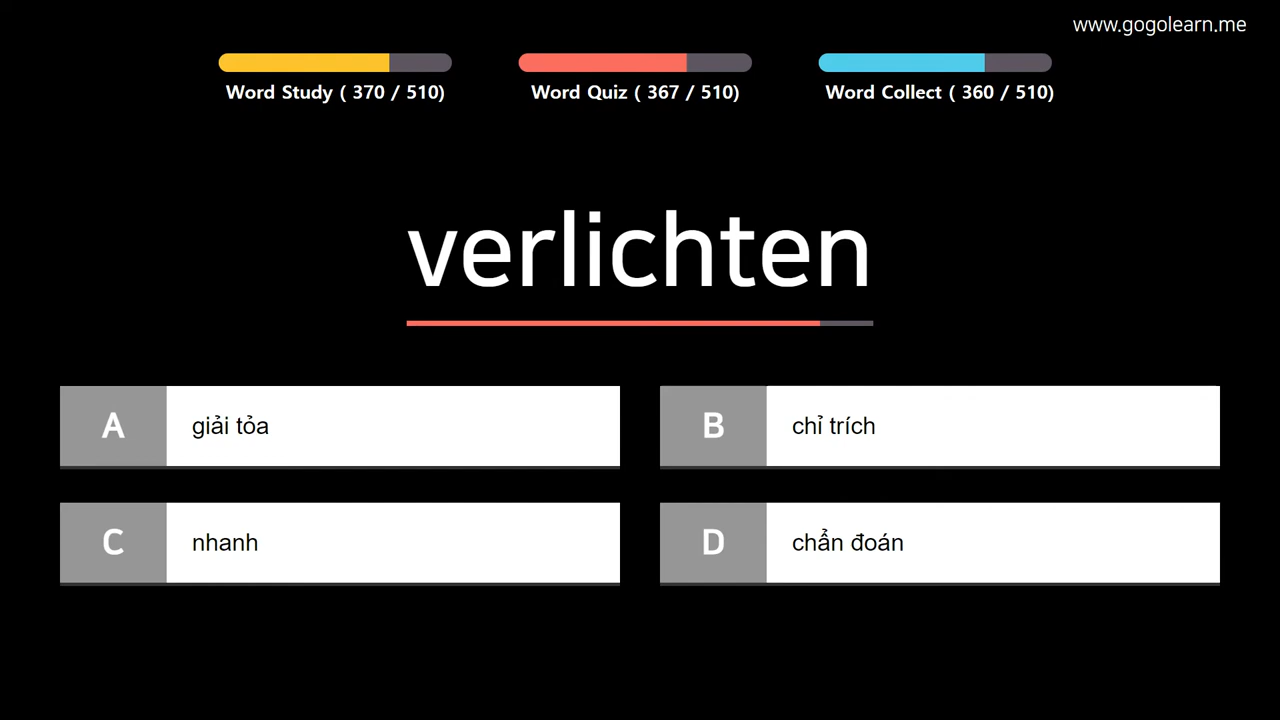 www.gogolearn.me
Word Study ( 370 / 510)
Word Quiz ( 367 / 510)
Word Collect ( 360 / 510)
verlichten
A giải tỏa
B chỉ trích
C nhanh
D chẩn đoán